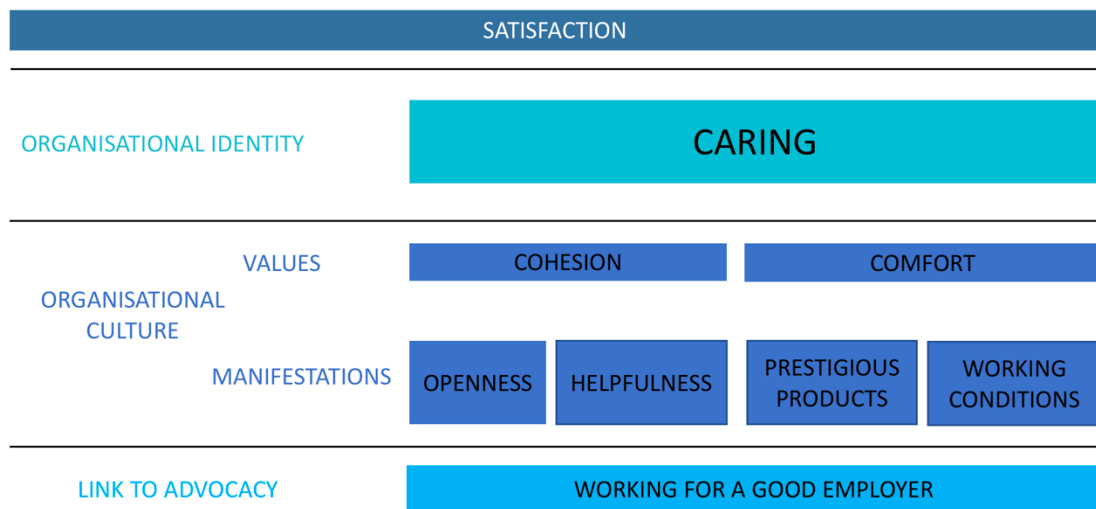 SATISFACTION
ORGANISATIONAL IDENTITY
CARING
VALUES
COHESION
COMFORT
ORGANISATIONAL
CULTURE
MANIFESTATIONS
OPENNESS
HELPFULNESS
PRESTIGIOUS
PRODUCTS
WORKING
CONDITIONS
LINK TO ADVOCACY
WORKING FOR A GOOD EMPLOYER